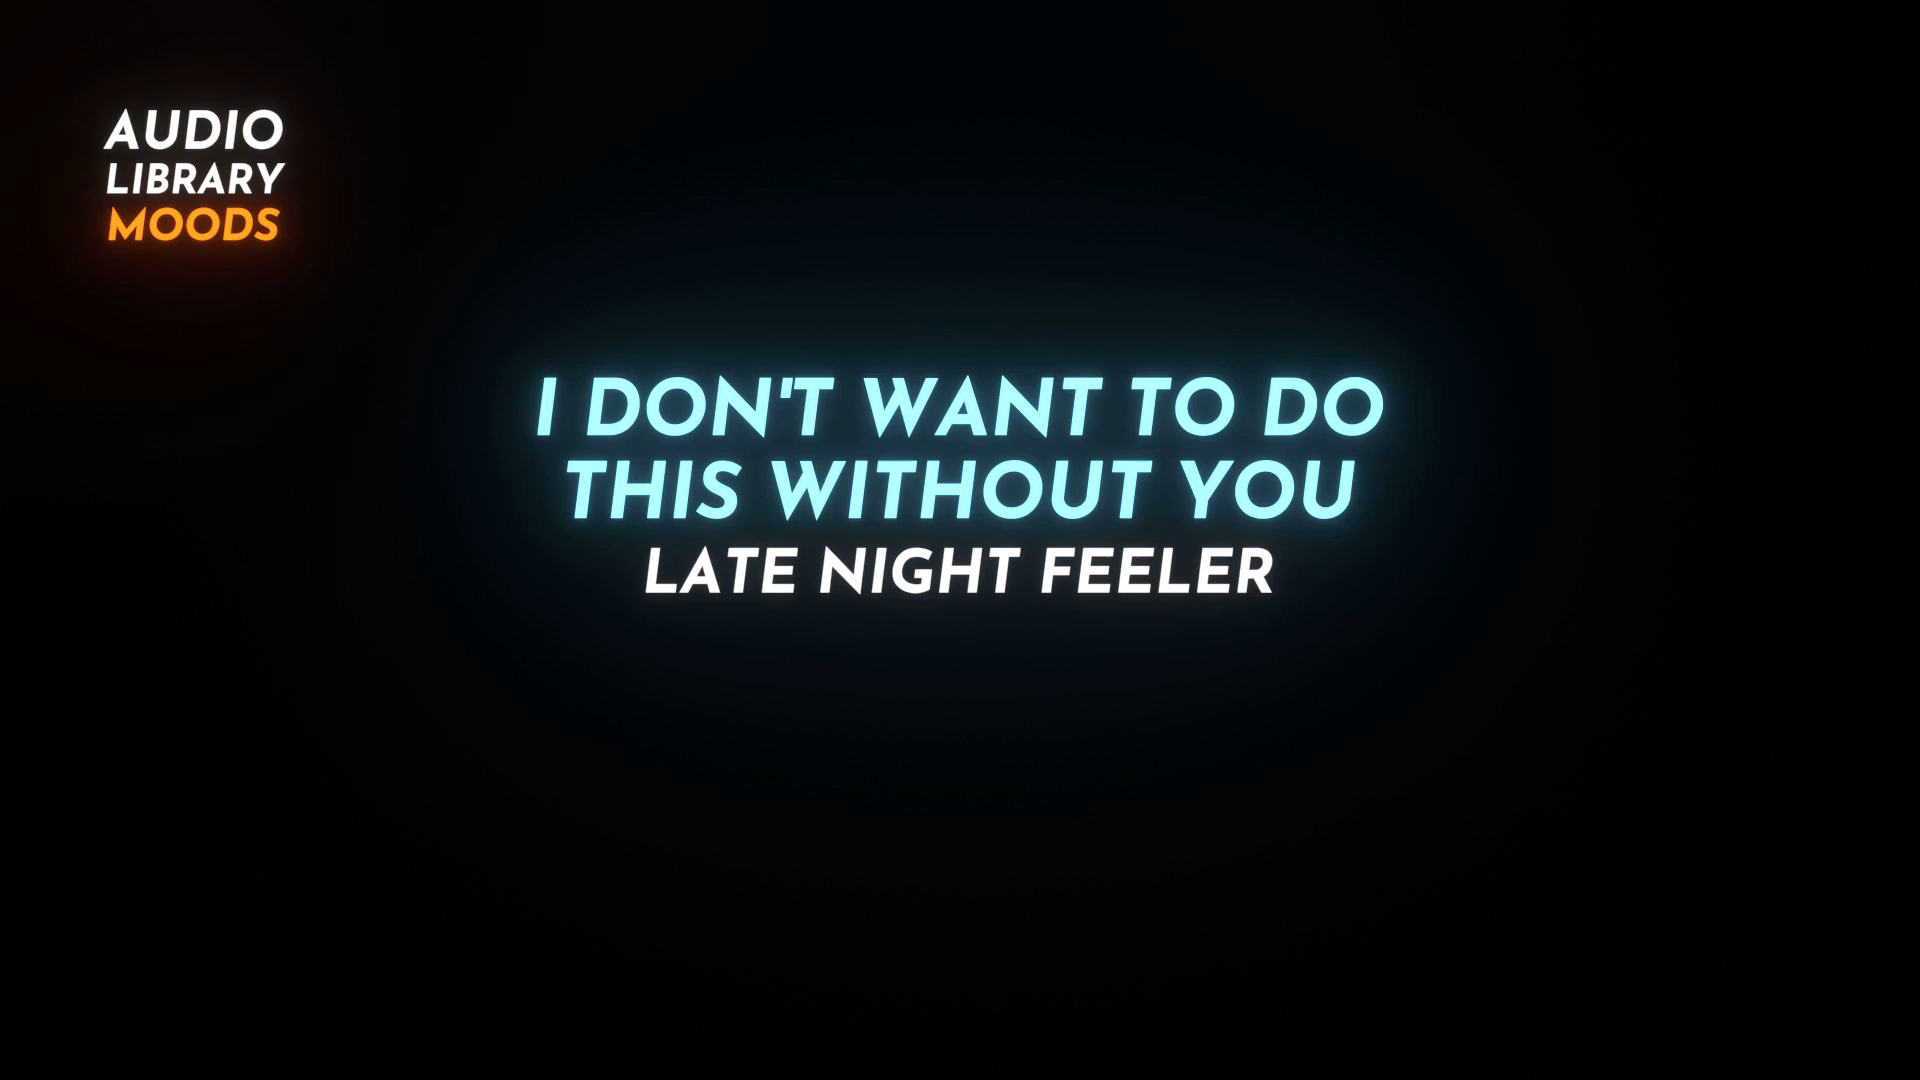 AUDIO
LIBRARY
MOODS
I DON'T WANT TO DO
THIS WITHOUT YOU
LATE NIGHT FEELER